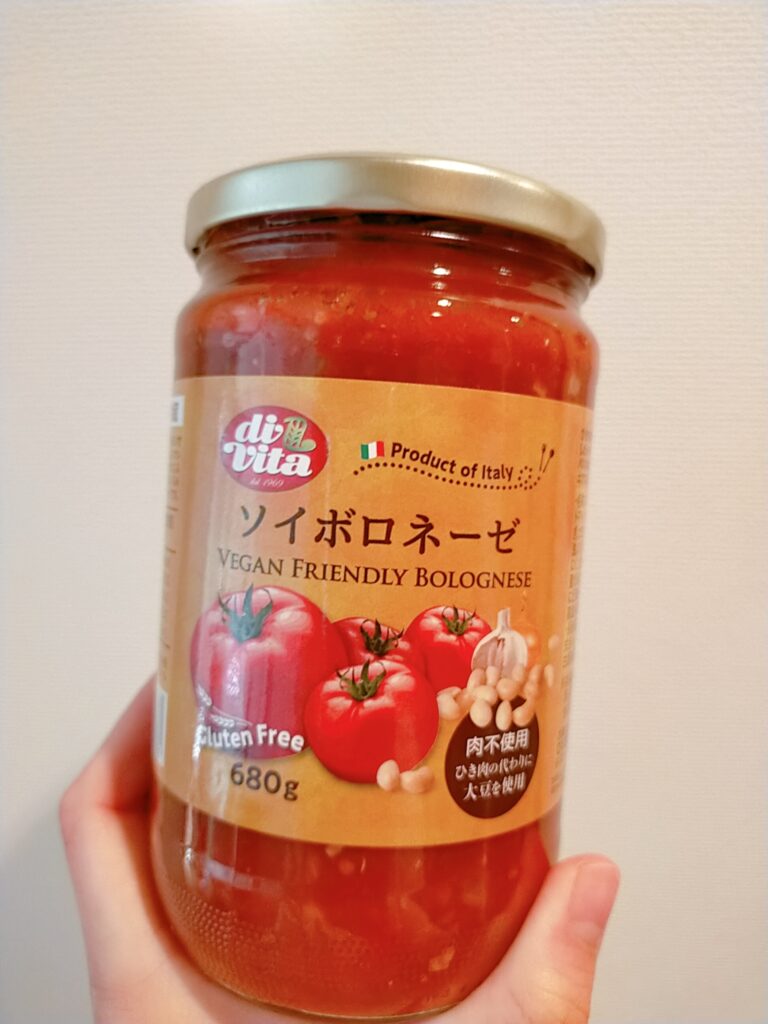 di
Vita
dal 1969
Product of Italy
ソイボロネーゼ
VEGAN FRIENDLY BOLOGNESE
Gluten Free
680g
肉不使用
ひき肉の代わりに
大豆を使用